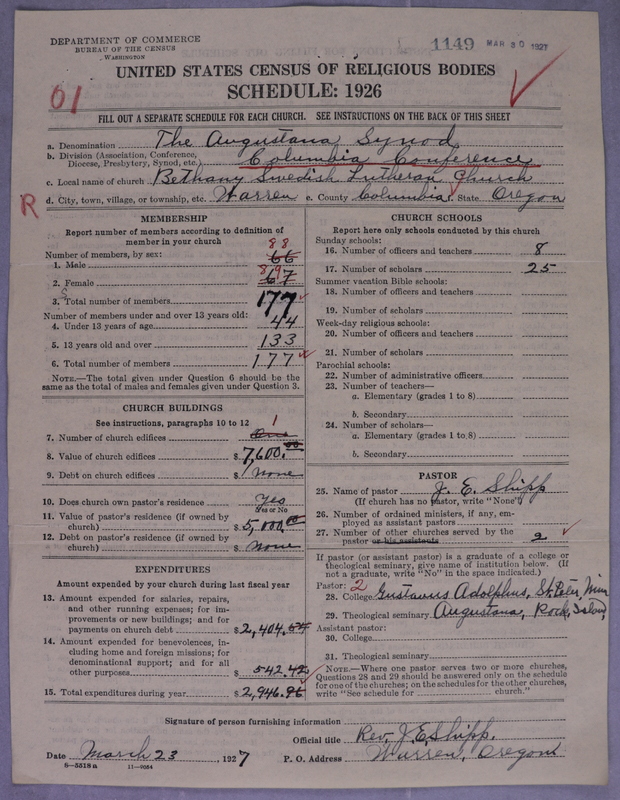 DEPARTMENT OF COMMERCE
BUREAU OF THE CENSUS
WASHINGTON
1149 MAR 30 1927
UNITED STATES CENSUS OF RELIGIOUS BODIES
SCHEDULE: 1926
01
FILL OUT A SEPARATE SCHEDULE FOR EACH CHURCH. SEE INSTRUCTIONS ON THE BACK OF THIS SHEET
a. Denomination The Augustana Synod
b. Division (Association, Conference, Diocese, Presbytery, Synod, etc.) Columbia Conference
c. Local name of church Bethany Swedish Lutheran Church
R
d. City, town, village, or township, etc. Warren e. County Columbia f. State Oregon
MEMBERSHIP
Report number of members according to definition of
member in your church
Number of members, by sex:
88
1. Male 66
89
2. Female 67
3. Total number of members 177
Number of members under and over 13 years old:
4. Under 13 years of age 44
5. 13 years old and over 133
6. Total number of members 177
NOTE.—The total given under Question 6 should be the
same as the total of males and females given under Question 3.
CHURCH BUILDINGS
See instructions, paragraphs 10 to 12
1
7. Number of church edifices One
8. Value of church edifices $ 7,600.00
9. Debt on church edifices $ None
10. Does church own pastor's residence Yes
Yes or No
11. Value of pastor's residence (if owned by
church) $ 5,000.00
12. Debt on pastor's residence (if owned by
church) $ None
EXPENDITURES
Amount expended by your church during last fiscal year
13. Amount expended for salaries, repairs,
and other running expenses; for im-
provements or new buildings; and for
payments on church debt $ 2,404.54
14. Amount expended for benevolences, in-
cluding home and foreign missions; for
denominational support; and for all
other purposes $ 542.42
15. Total expenditures during year $ 2,946.96
CHURCH SCHOOLS
Report here only schools conducted by this church
Sunday schools:
16. Number of officers and teachers 8
17. Number of scholars 25
Summer vacation Bible schools:
18. Number of officers and teachers
19. Number of scholars
Week-day religious schools:
20. Number of officers and teachers
21. Number of scholars
Parochial schools:
22. Number of administrative officers
23. Number of teachers—
a. Elementary (grades 1 to 8)
b. Secondary
24. Number of scholars—
a. Elementary (grades 1 to 8)
b. Secondary
PASTOR
25. Name of pastor J. E. Shipp
(If church has no pastor, write "None")
26. Number of ordained ministers, if any, em-
ployed as assistant pastors
27. Number of other churches served by the
pastor or his assistants 2
If pastor (or assistant pastor) is a graduate of a college or
theological seminary, give name of institution below. (If
not a graduate, write "No" in the space indicated.)
Pastor: 2
28. College Gustavus Adolphus, St. Peter, Minn
29. Theological seminary Augustana, Rock Island,
Assistant pastor:
30. College
31. Theological seminary
NOTE.—Where one pastor serves two or more churches,
Questions 28 and 29 should be answered only on the schedule
for one of the churches; on the schedules for the other churches,
write "See schedule for church."
Signature of person furnishing information
Official title Rev. J. E. Shipp.
Date March 23, 1927 P. O. Address Warren, Oregon
8—5518a 11—9054